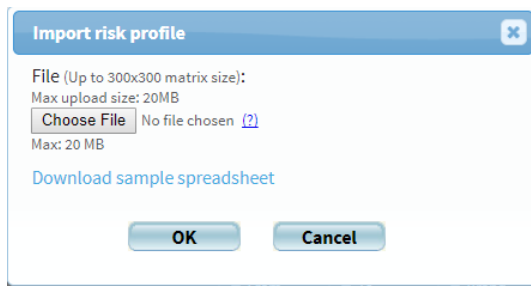 Import risk profile
File (Up to 300x300 matrix size):
Max upload size: 20MB
Choose File No file chosen (?)
Max: 20 MB
Download sample spreadsheet
OK Cancel